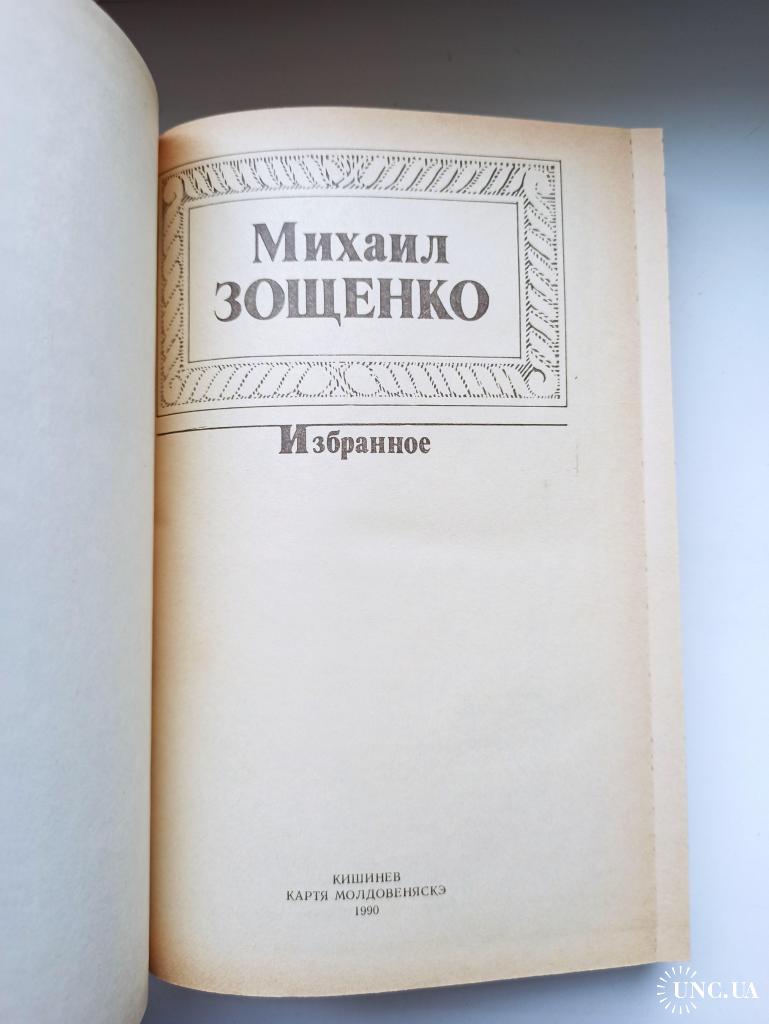 Михаил
ЗОЩЕНКО
Избранное
КИШИНЕВ
КАРТЯ МОЛДОВЕНЯСКЭ
1990
UNC.UA